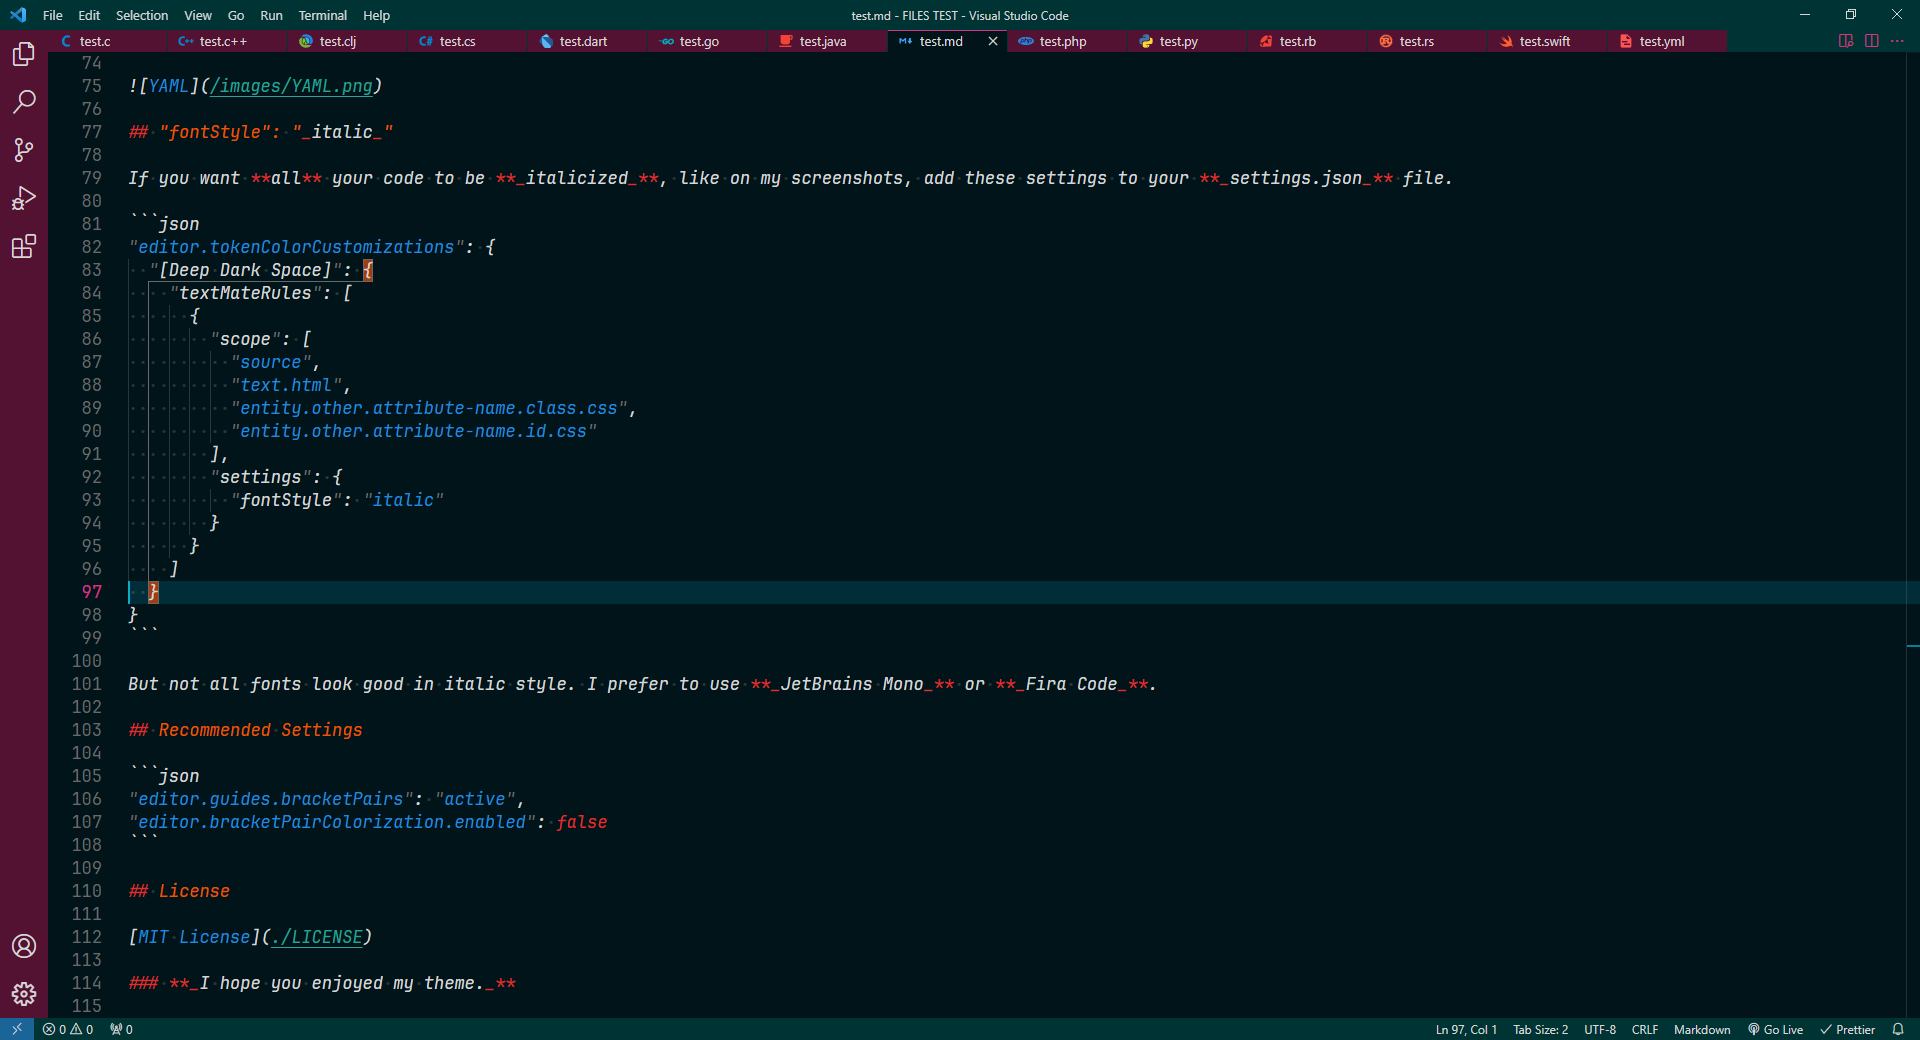 File Edit Selection View Go Run Terminal Help test.md - FILES TEST - Visual Studio Code
C test.c C++ test.c++ test.clj C# test.cs test.dart GO test.go test.java M↓ test.md php test.php test.py test.rb test.rs test.swift test.yml
74
75 ![YAML](/images/YAML.png)
76
77 ## "fontStyle": "_italic_"
78
79 If you want **all** your code to be **_italicized_**, like on my screenshots, add these settings to your **_settings.json_** file.
80
81 ```json
82 "editor.tokenColorCustomizations": {
83   "[Deep Dark Space]": {
84     "textMateRules": [
85       {
86         "scope": [
87           "source",
88           "text.html",
89           "entity.other.attribute-name.class.css",
90           "entity.other.attribute-name.id.css"
91         ],
92         "settings": {
93           "fontStyle": "italic"
94         }
95       }
96     ]
97   }
98 }
99 ```
100
101 But not all fonts look good in italic style. I prefer to use **_JetBrains Mono_** or **_Fira Code_**.
102
103 ## Recommended Settings
104
105 ```json
106 "editor.guides.bracketPairs": "active",
107 "editor.bracketPairColorization.enabled": false
108 ```
109
110 ## License
111
112 [MIT License](./LICENSE)
113
114 ### **_I hope you enjoyed my theme._**
115
0 0 0 Ln 97, Col 1 Tab Size: 2 UTF-8 CRLF Markdown Go Live Prettier